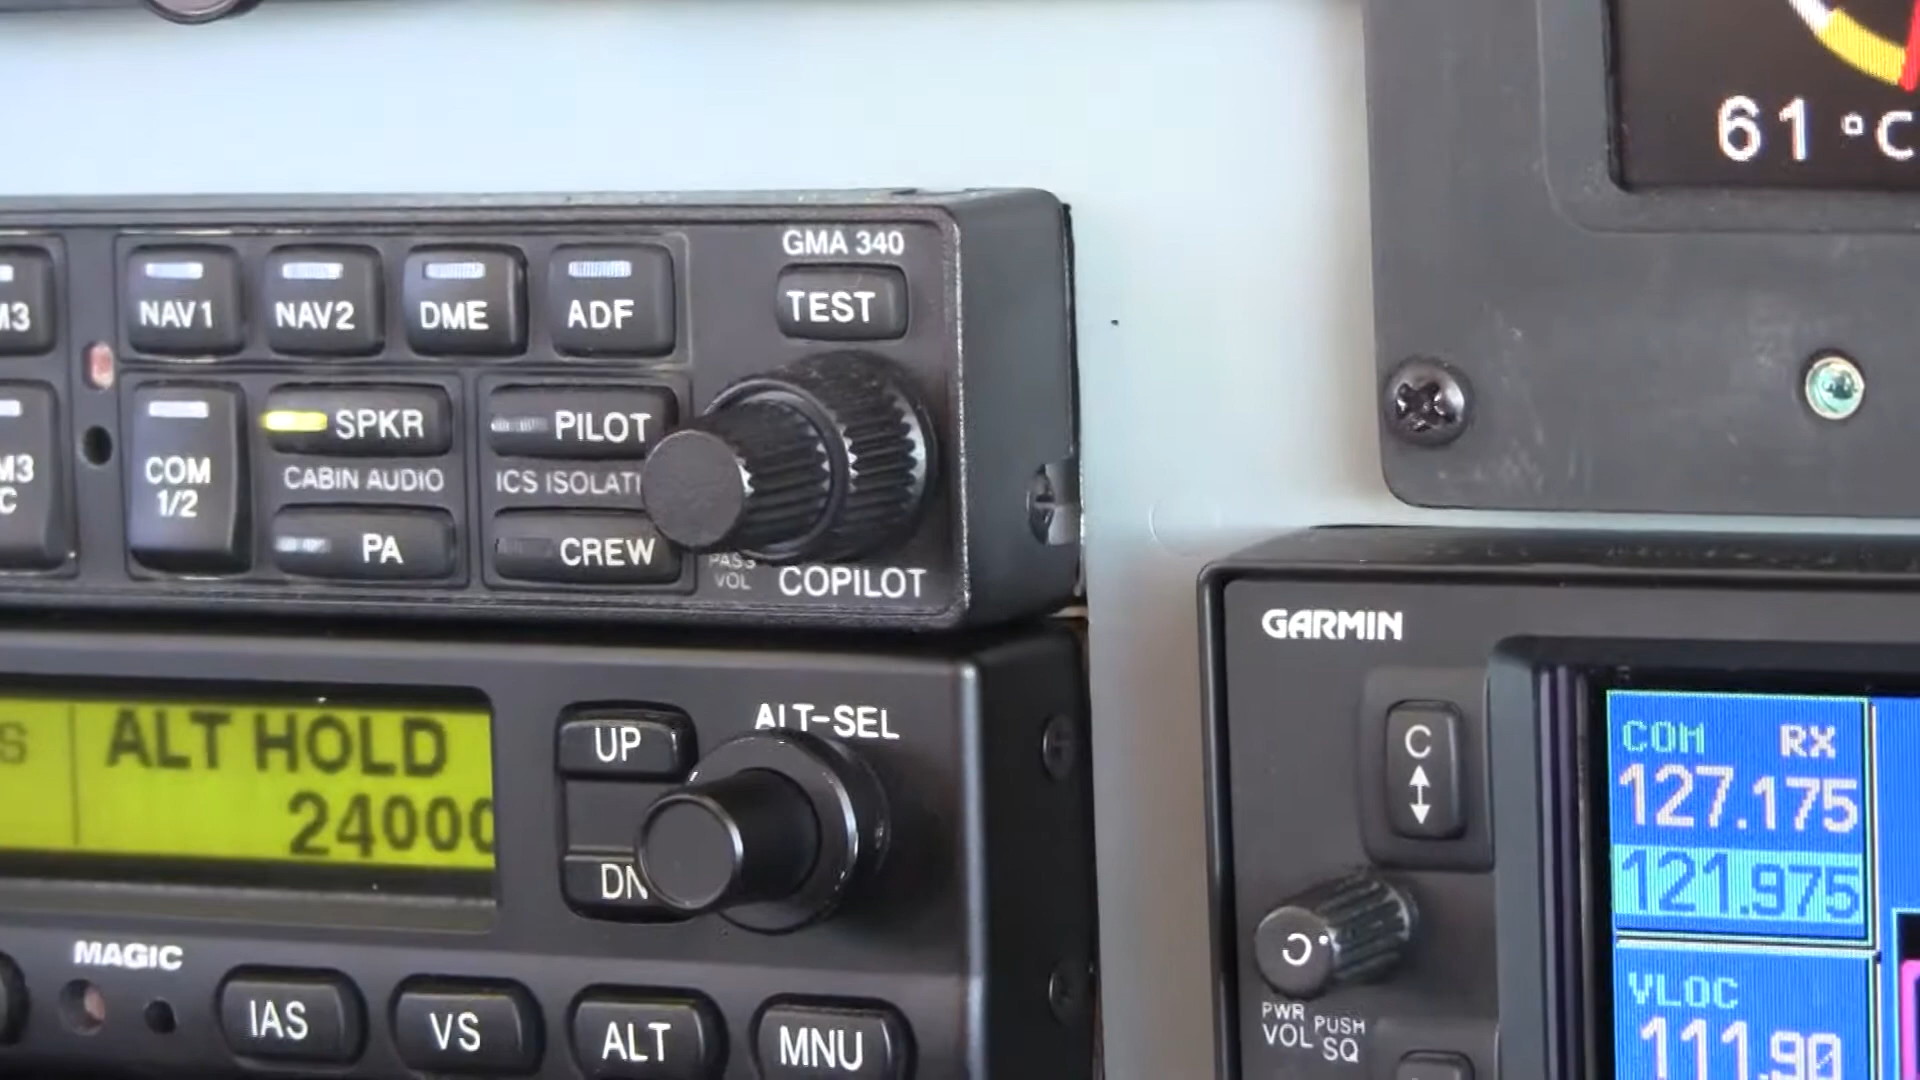 61 °C
GMA 340
NAV1
NAV2
DME
ADF
TEST
M3
COM
1/2
SPKR
CABIN AUDIO
PA
PILOT
ICS ISOLATI
CREW
M3
C
PASS
VOL
COPILOT
GARMIN
ALT HOLD
24000
UP
DN
ALT-SEL
S
C
COM RX
127.175
121.975
VLOC
111.90
PWR
VOL
PUSH
SQ
MAGIC
IAS
VS
ALT
MNU